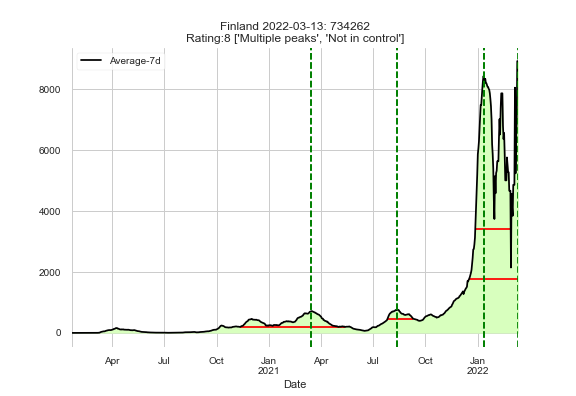 Finland 2022-03-13: 734262
Rating:8 ['Multiple peaks', 'Not in control']
Average-7d
8000
6000
4000
2000
0
Apr Jul Oct Jan Apr Jul Oct Jan
2021 2022
Date